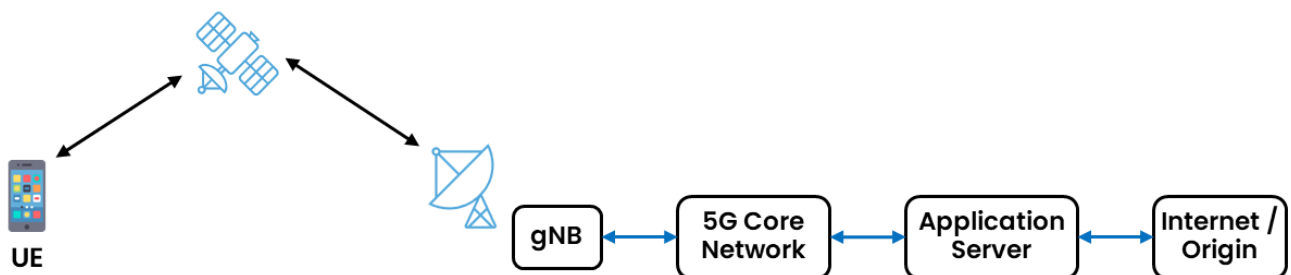 UE
gNB
5G Core
Network
Application
Server
Internet /
Origin